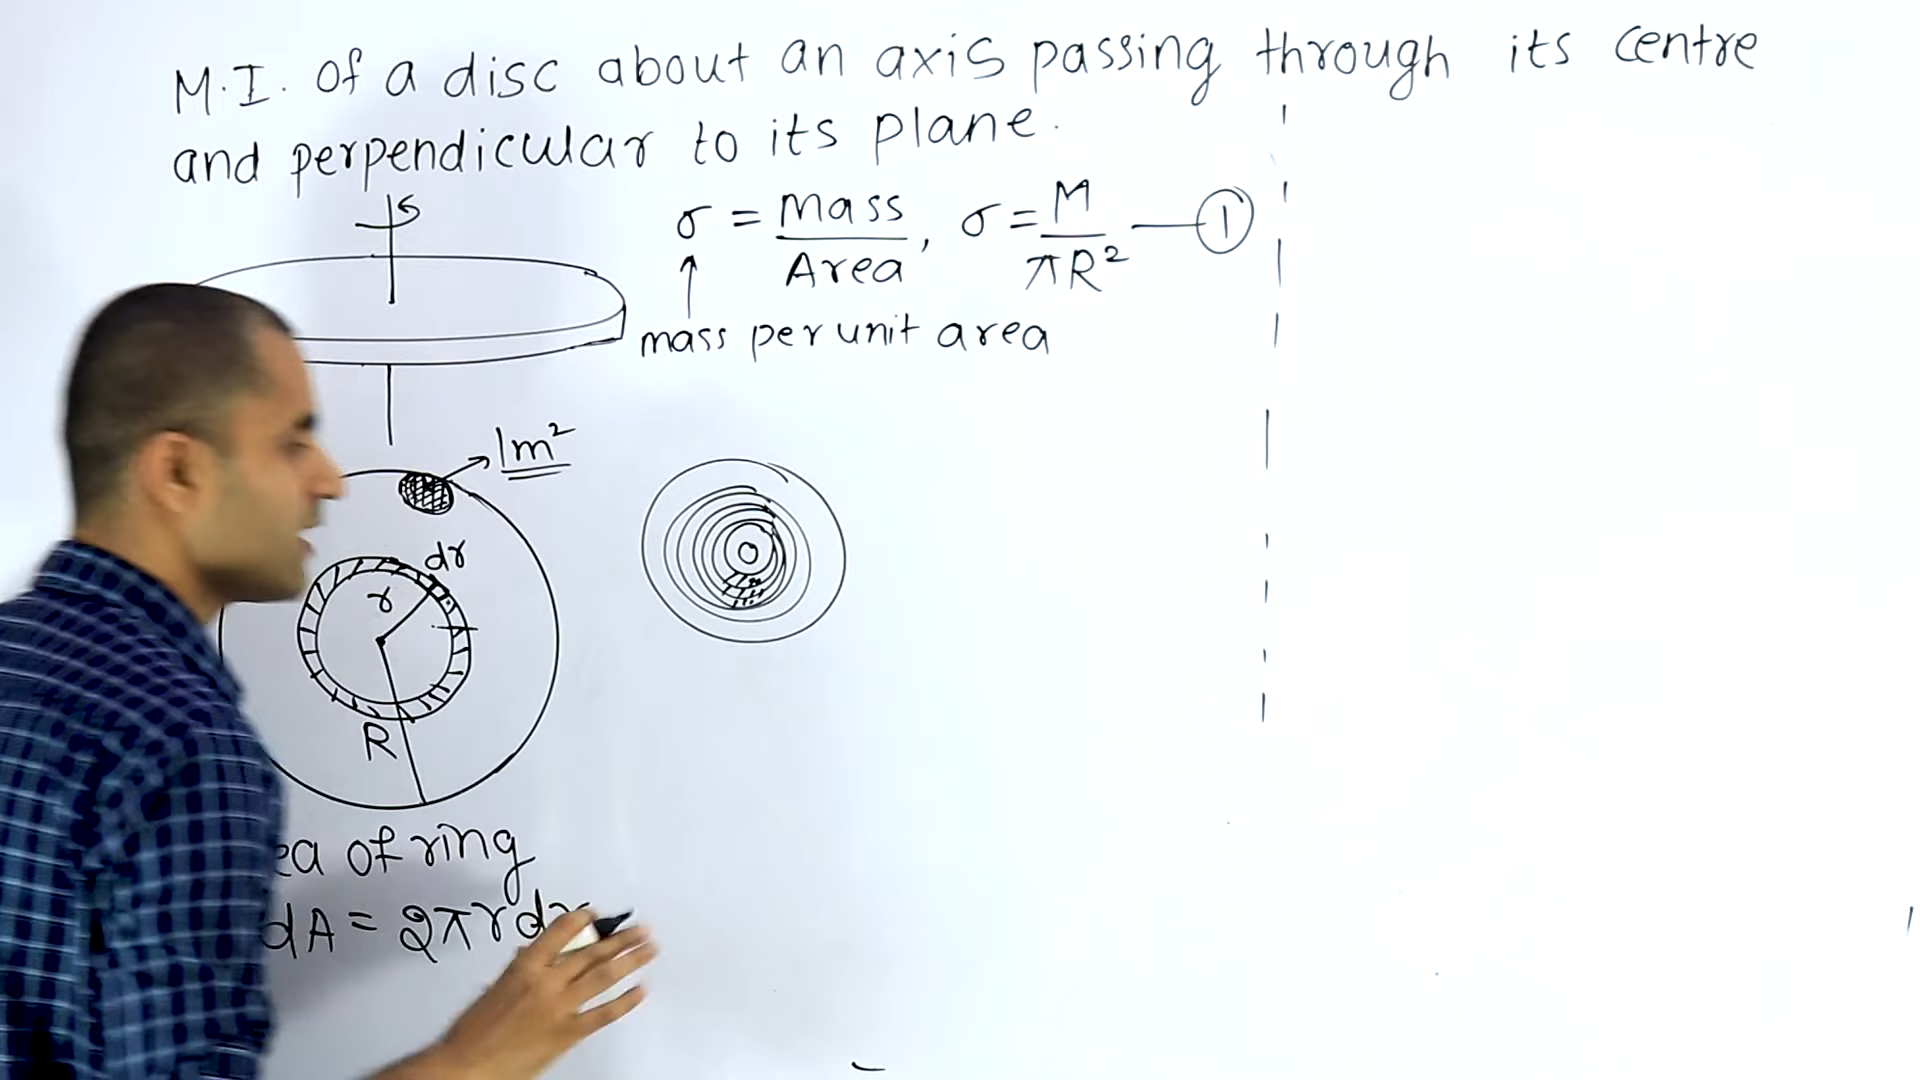 M.I. of a disc about an axis passing through its centre
and perpendicular to its plane.
σ = Mass / Area , σ = M / πR² — ①
mass per unit area
1m²
dr
r
R
ea of ring
dA = 2πrdr